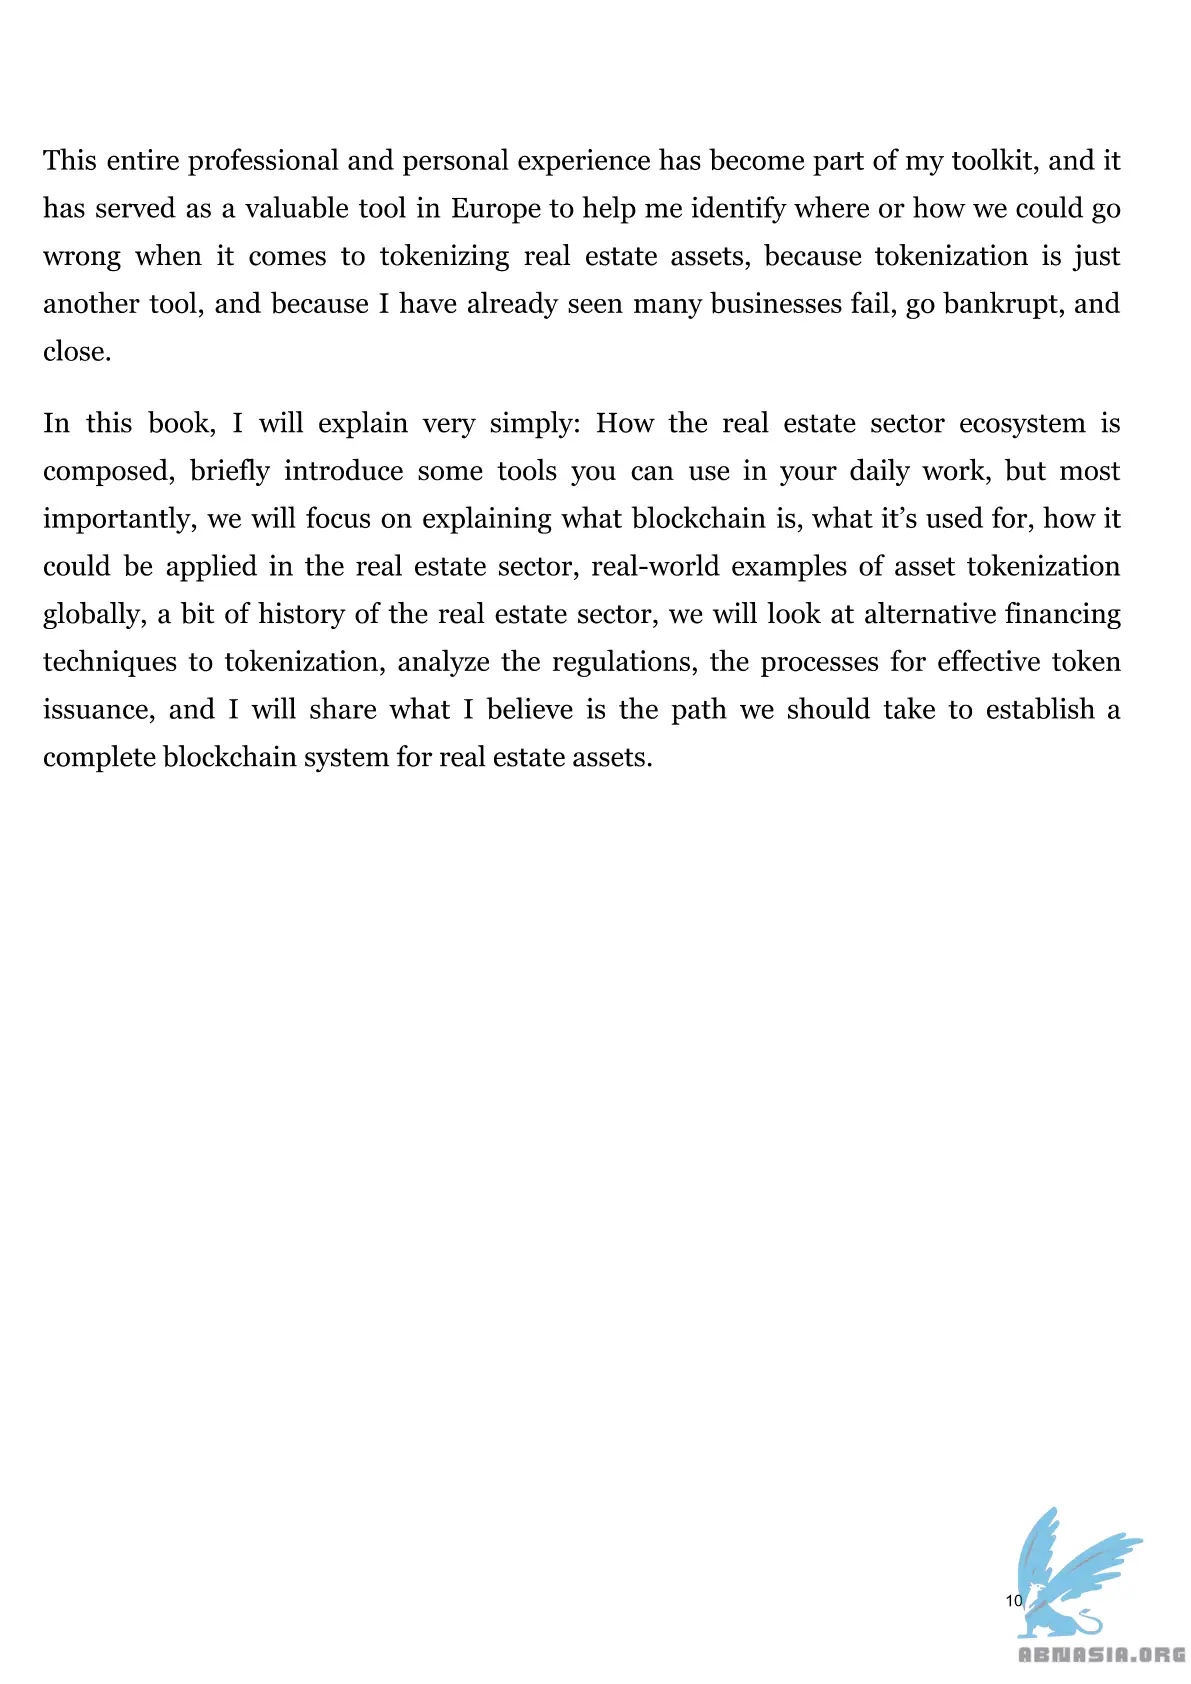 This entire professional and personal experience has become part of my toolkit, and it
has served as a valuable tool in Europe to help me identify where or how we could go
wrong when it comes to tokenizing real estate assets, because tokenization is just
another tool, and because I have already seen many businesses fail, go bankrupt, and
close.
In this book, I will explain very simply: How the real estate sector ecosystem is
composed, briefly introduce some tools you can use in your daily work, but most
importantly, we will focus on explaining what blockchain is, what it’s used for, how it
could be applied in the real estate sector, real-world examples of asset tokenization
globally, a bit of history of the real estate sector, we will look at alternative financing
techniques to tokenization, analyze the regulations, the processes for effective token
issuance, and I will share what I believe is the path we should take to establish a
complete blockchain system for real estate assets.
10
ABNASIA.ORG